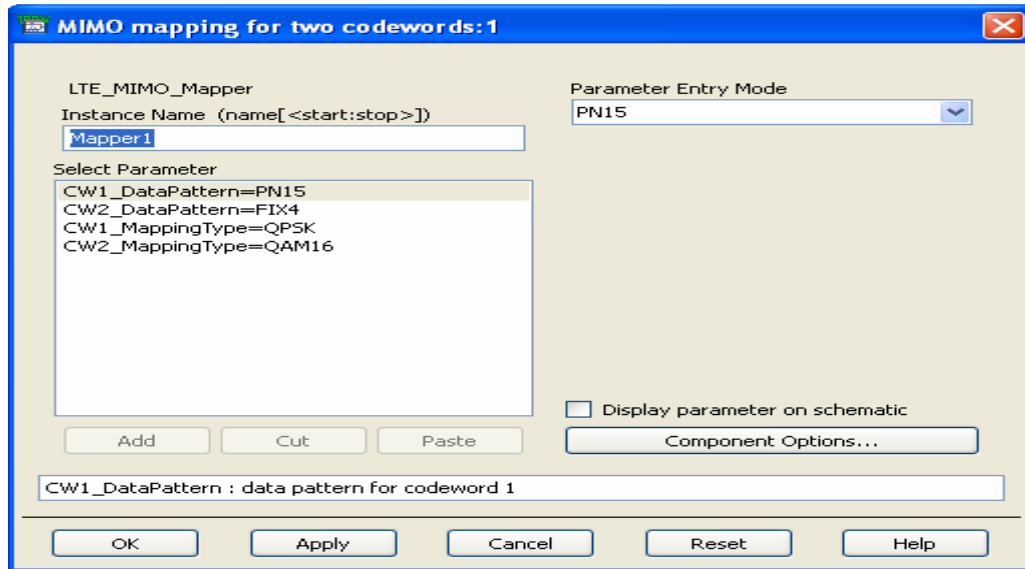 MIMO mapping for two codewords:1
LTE_MIMO_Mapper
Instance Name (name[<start:stop>])
Mapper1
Select Parameter
CW1_DataPattern=PN15
CW2_DataPattern=FIX4
CW1_MappingType=QPSK
CW2_MappingType=QAM16
Add
Cut
Paste
Parameter Entry Mode
PN15
Display parameter on schematic
Component Options...
CW1_DataPattern : data pattern for codeword 1
OK
Apply
Cancel
Reset
Help